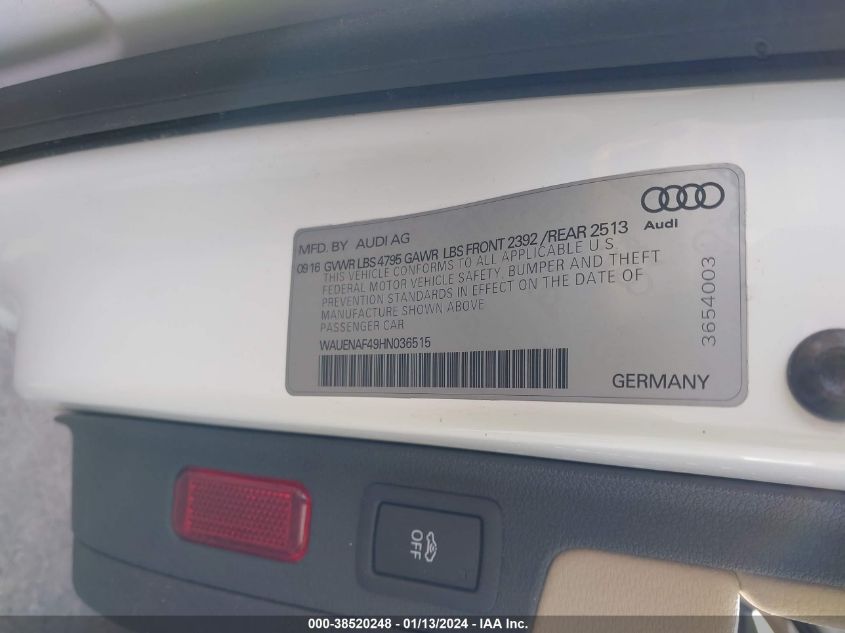 Audi
MFD. BY AUDI AG
09 16 GVWR LBS 4795 GAWR LBS FRONT 2392 /REAR 2513
THIS VEHICLE CONFORMS TO ALL APPLICABLE U S
FEDERAL MOTOR VEHICLE SAFETY, BUMPER AND THEFT
PREVENTION STANDARDS IN EFFECT ON THE DATE OF
MANUFACTURE SHOWN ABOVE
PASSENGER CAR
WAUENAF49HN036515
GERMANY
3654003
OFF
000-38520248 - 01/13/2024 - IAA Inc.